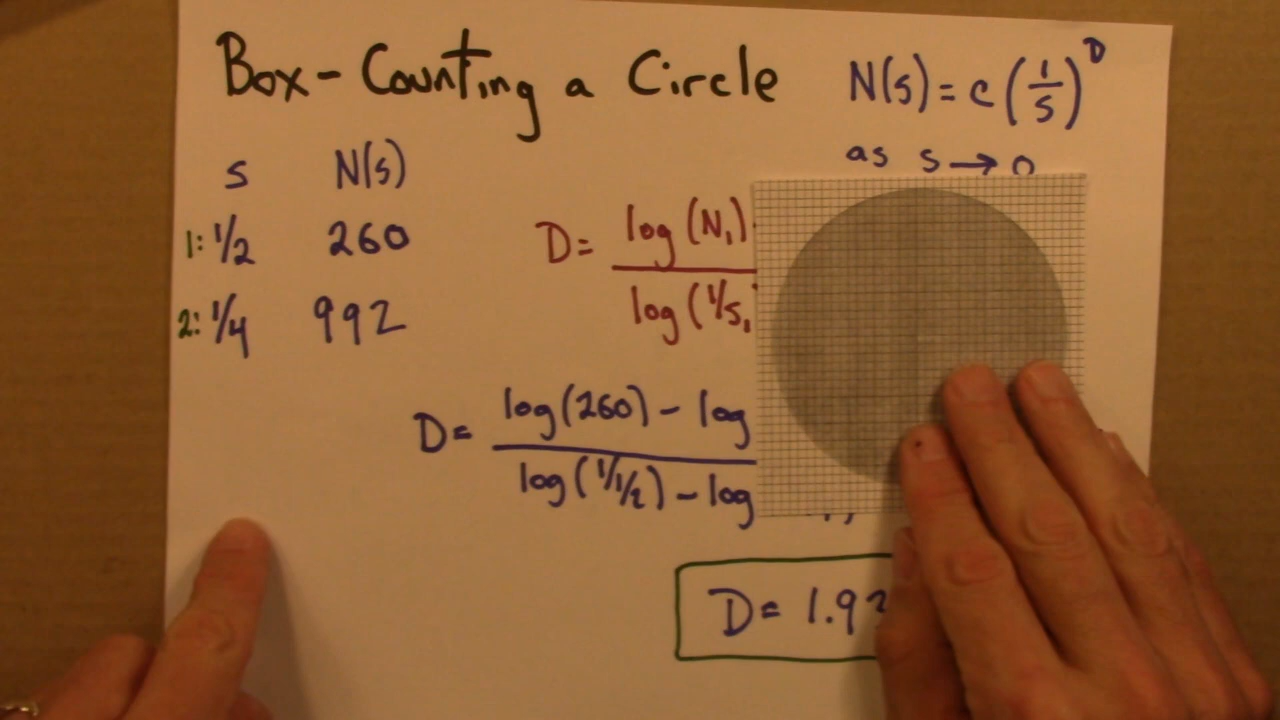 Box-Counting a Circle
N(s) = c (1/s)^D
as s → 0
s N(s)
1: 1/2 260
2: 1/4 992
D = log(N₁) / log(1/s₁
D = log(260) - log / log(1/1/2) - log
D = 1.92